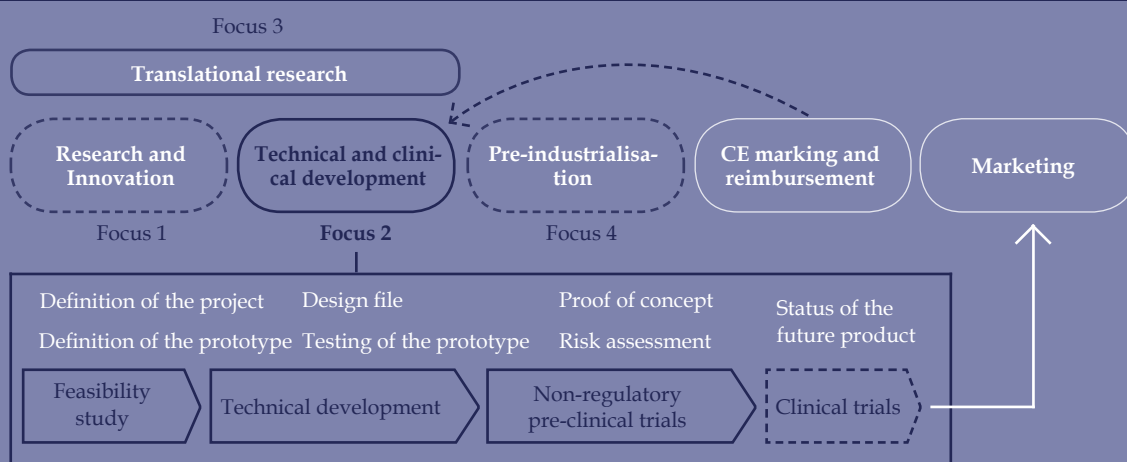 Focus 3
Translational research
Research and
Innovation
Technical and clini-
cal development
Pre-industrialisa-
tion
CE marking and
reimbursement
Marketing
Focus 1
Focus 2
Focus 4
Definition of the project
Design file
Proof of concept
Status of the
future product
Definition of the prototype
Testing of the prototype
Risk assessment
Feasibility
study
Technical development
Non-regulatory
pre-clinical trials
Clinical trials